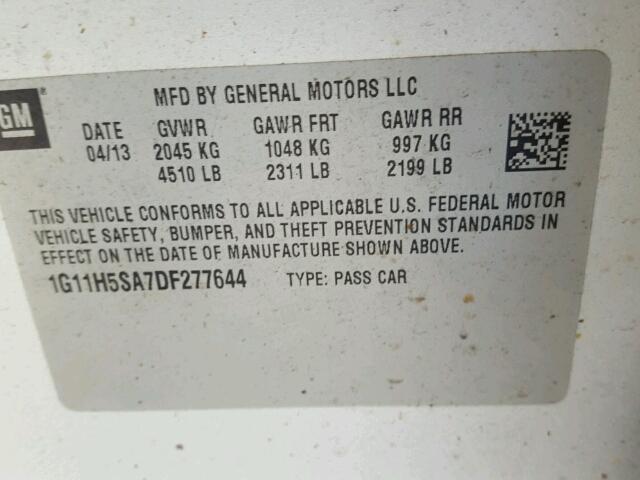 GM ®
MFD BY GENERAL MOTORS LLC
DATE GVWR GAWR FRT GAWR RR
04/13 2045 KG 1048 KG 997 KG
4510 LB 2311 LB 2199 LB
THIS VEHICLE CONFORMS TO ALL APPLICABLE U.S. FEDERAL MOTOR
VEHICLE SAFETY, BUMPER, AND THEFT PREVENTION STANDARDS IN
EFFECT ON THE DATE OF MANUFACTURE SHOWN ABOVE.
1G11H5SA7DF277644 TYPE: PASS CAR